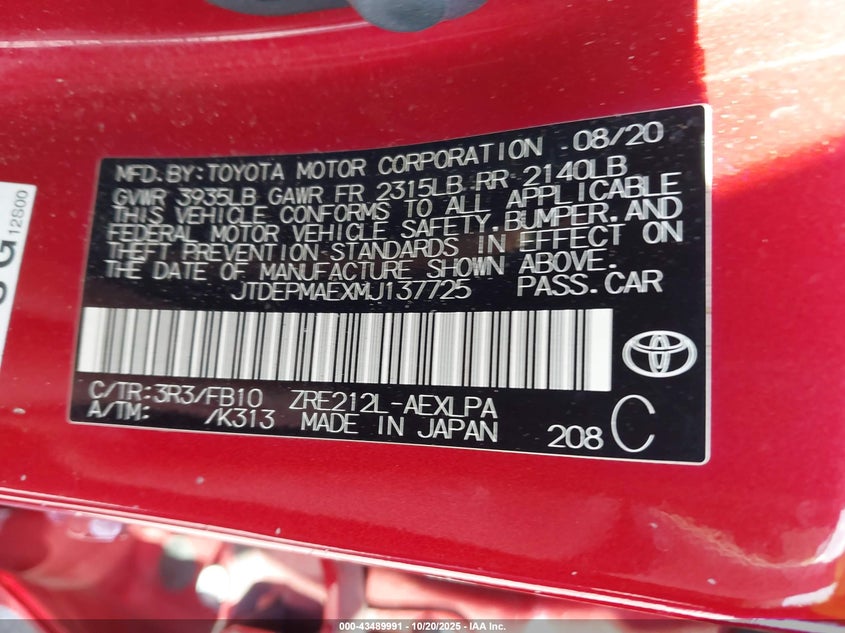 08/20
MFD.BY:TOYOTA MOTOR CORPORATION
GVWR 3935LB GAWR FR 2315LB RR 2140LB
THIS VEHICLE CONFORMS TO ALL APPLICABLE
FEDERAL MOTOR VEHICLE SAFETY,BUMPER,AND
THEFT PREVENTION-STANDARDS IN EFFECT ON
THE DATE OF MANUFACTURE SHOWN ABOVE.
JTDEPMAEXMJ137725 PASS.CAR
C/TR:3R3/FB10 ZRE212L-AEXLPA
A/TM: /K313 MADE IN JAPAN
208 C
G
12S00
000-43489991 - 10/20/2025 - IAA Inc.